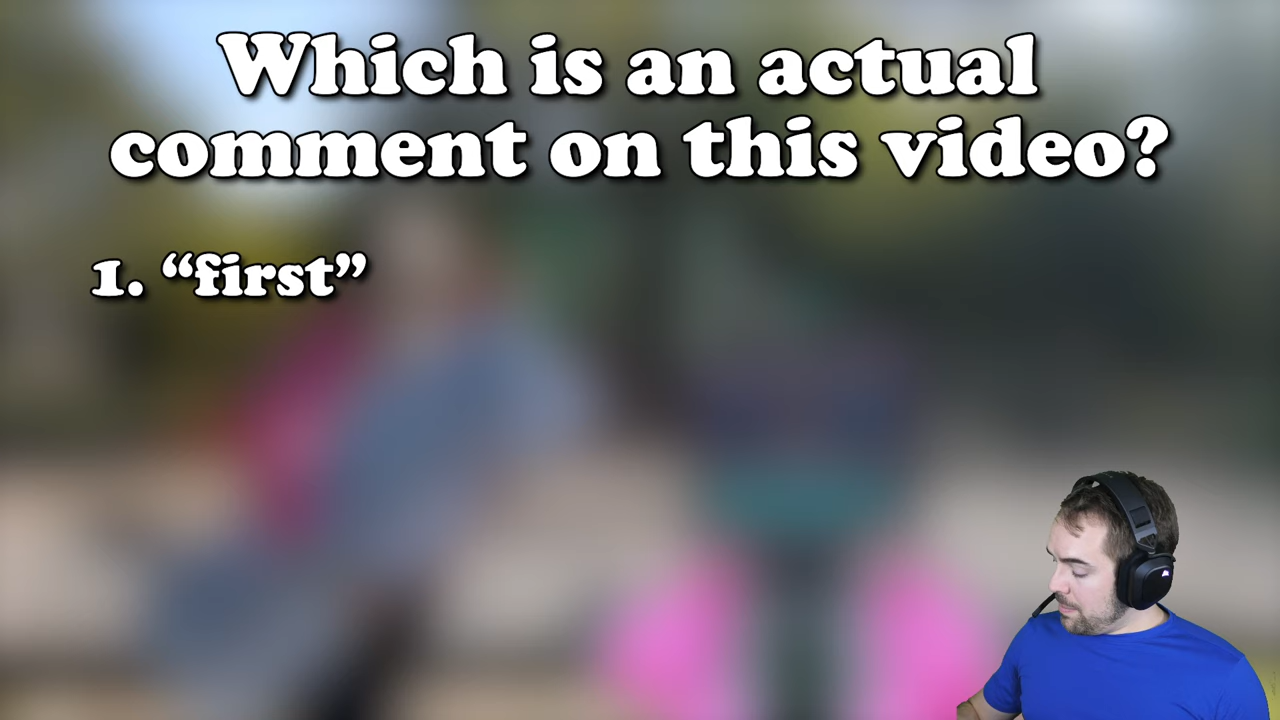 Which is an actual
comment on this video?
1. “first”